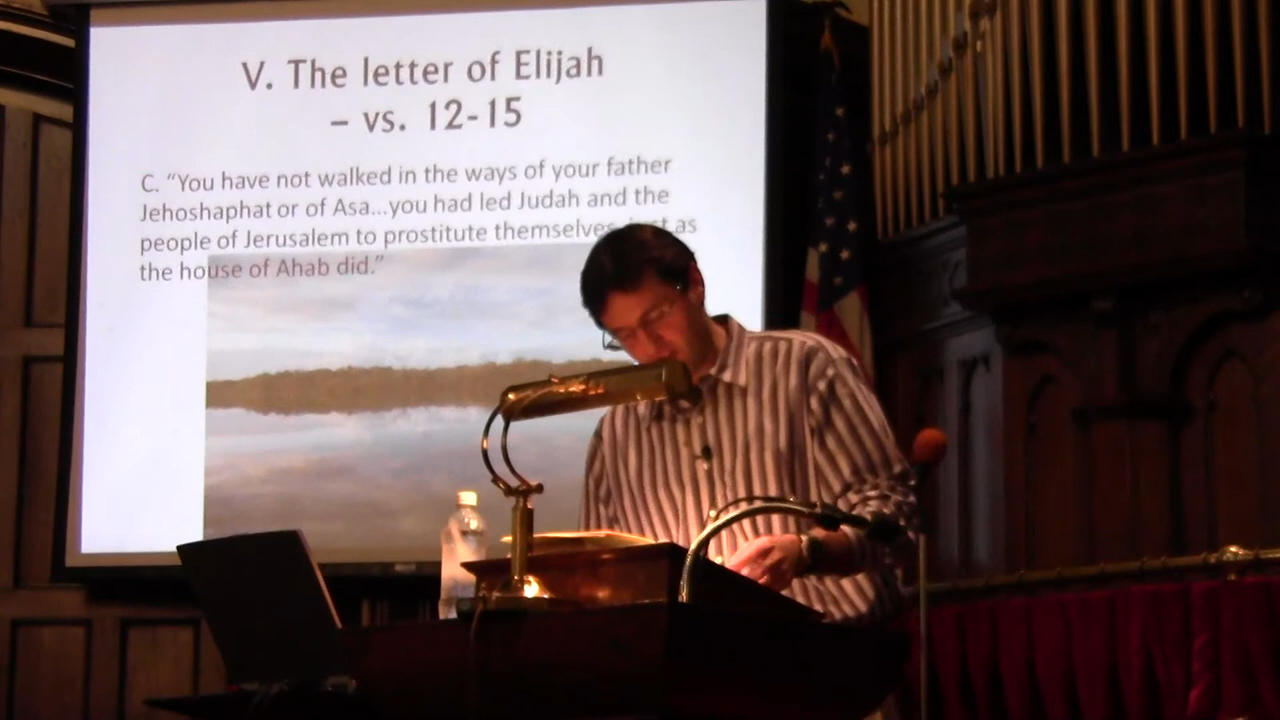 V. The letter of Elijah
– vs. 12-15
C. “You have not walked in the ways of your father
Jehoshaphat or of Asa...you had led Judah and the
people of Jerusalem to prostitute themselves just as
the house of Ahab did.”